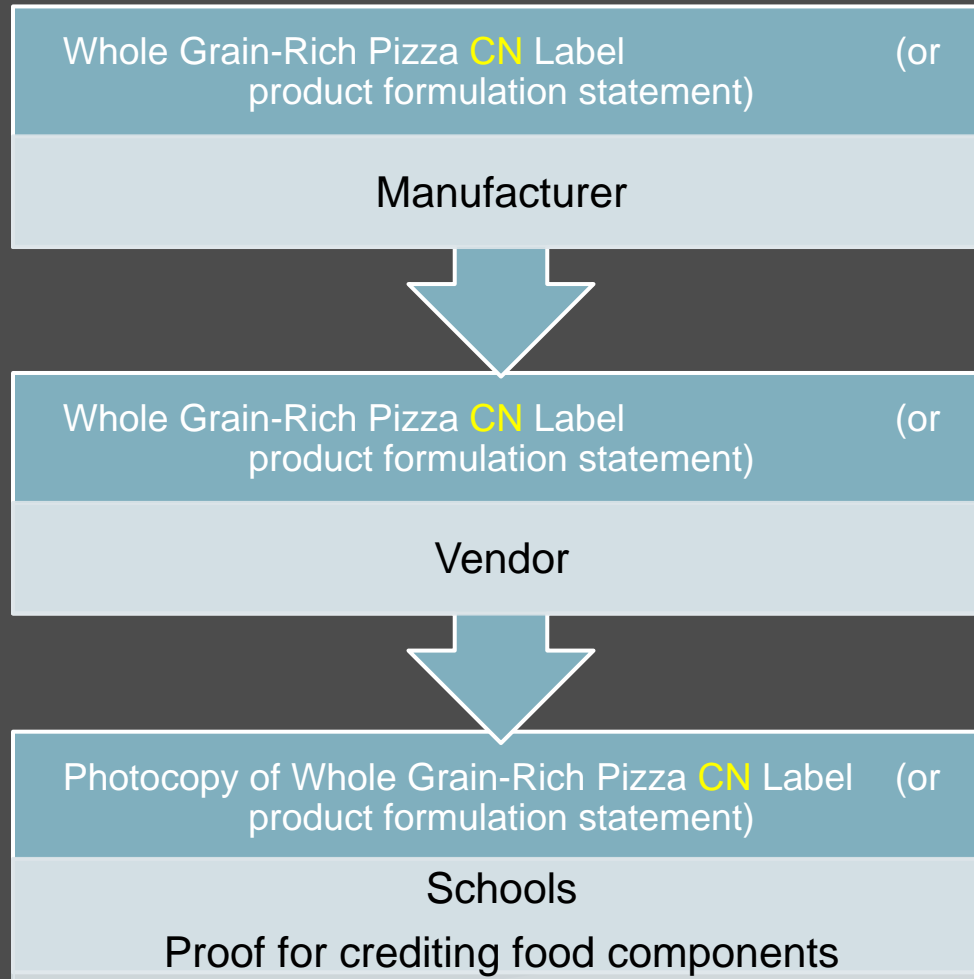 Whole Grain-Rich Pizza CN Label (or
product formulation statement)
Manufacturer
Whole Grain-Rich Pizza CN Label (or
product formulation statement)
Vendor
Photocopy of Whole Grain-Rich Pizza CN Label (or
product formulation statement)
Schools
Proof for crediting food components